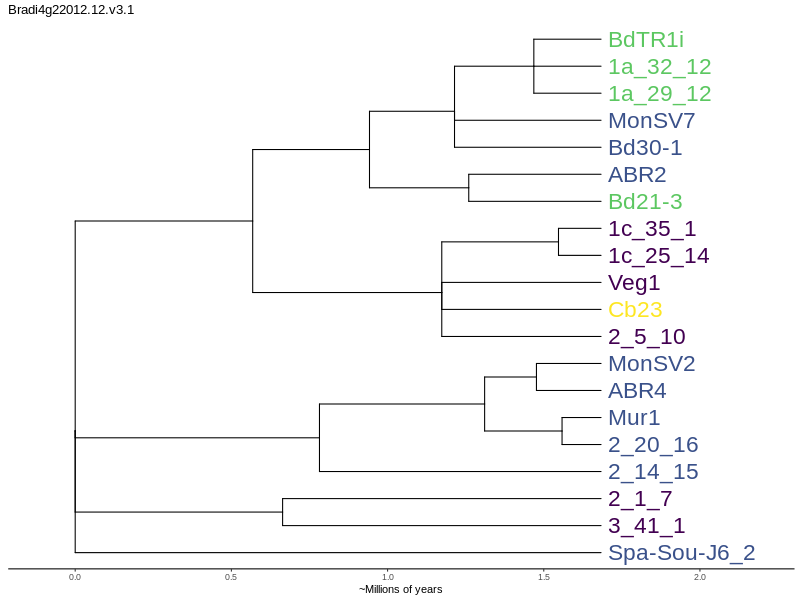 Bradi4g22012.12.v3.1
BdTR1i
1a_32_12
1a_29_12
MonSV7
Bd30-1
ABR2
Bd21-3
1c_35_1
1c_25_14
Veg1
Cb23
2_5_10
MonSV2
ABR4
Mur1
2_20_16
2_14_15
2_1_7
3_41_1
Spa-Sou-J6_2
0.0 0.5 1.0 1.5 2.0
~Millions of years